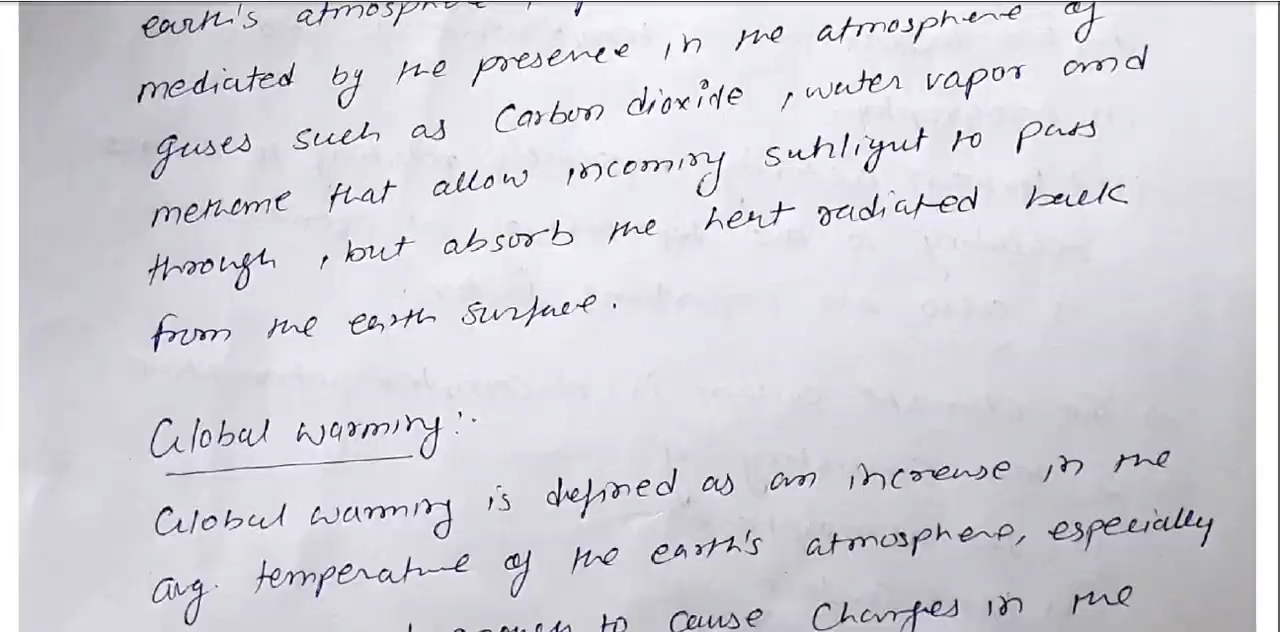 earth's atmosphere
mediated by the presence in the atmosphere of
gases such as Carbon dioxide , water vapor and
methane that allow incoming sunlight to pass
through , but absorb the heat radiated back
from the earth surface.
Global warming :-
Global warming is defined as an increase in the
avg. temperature of the earth's atmosphere, especially
to cause changes in the